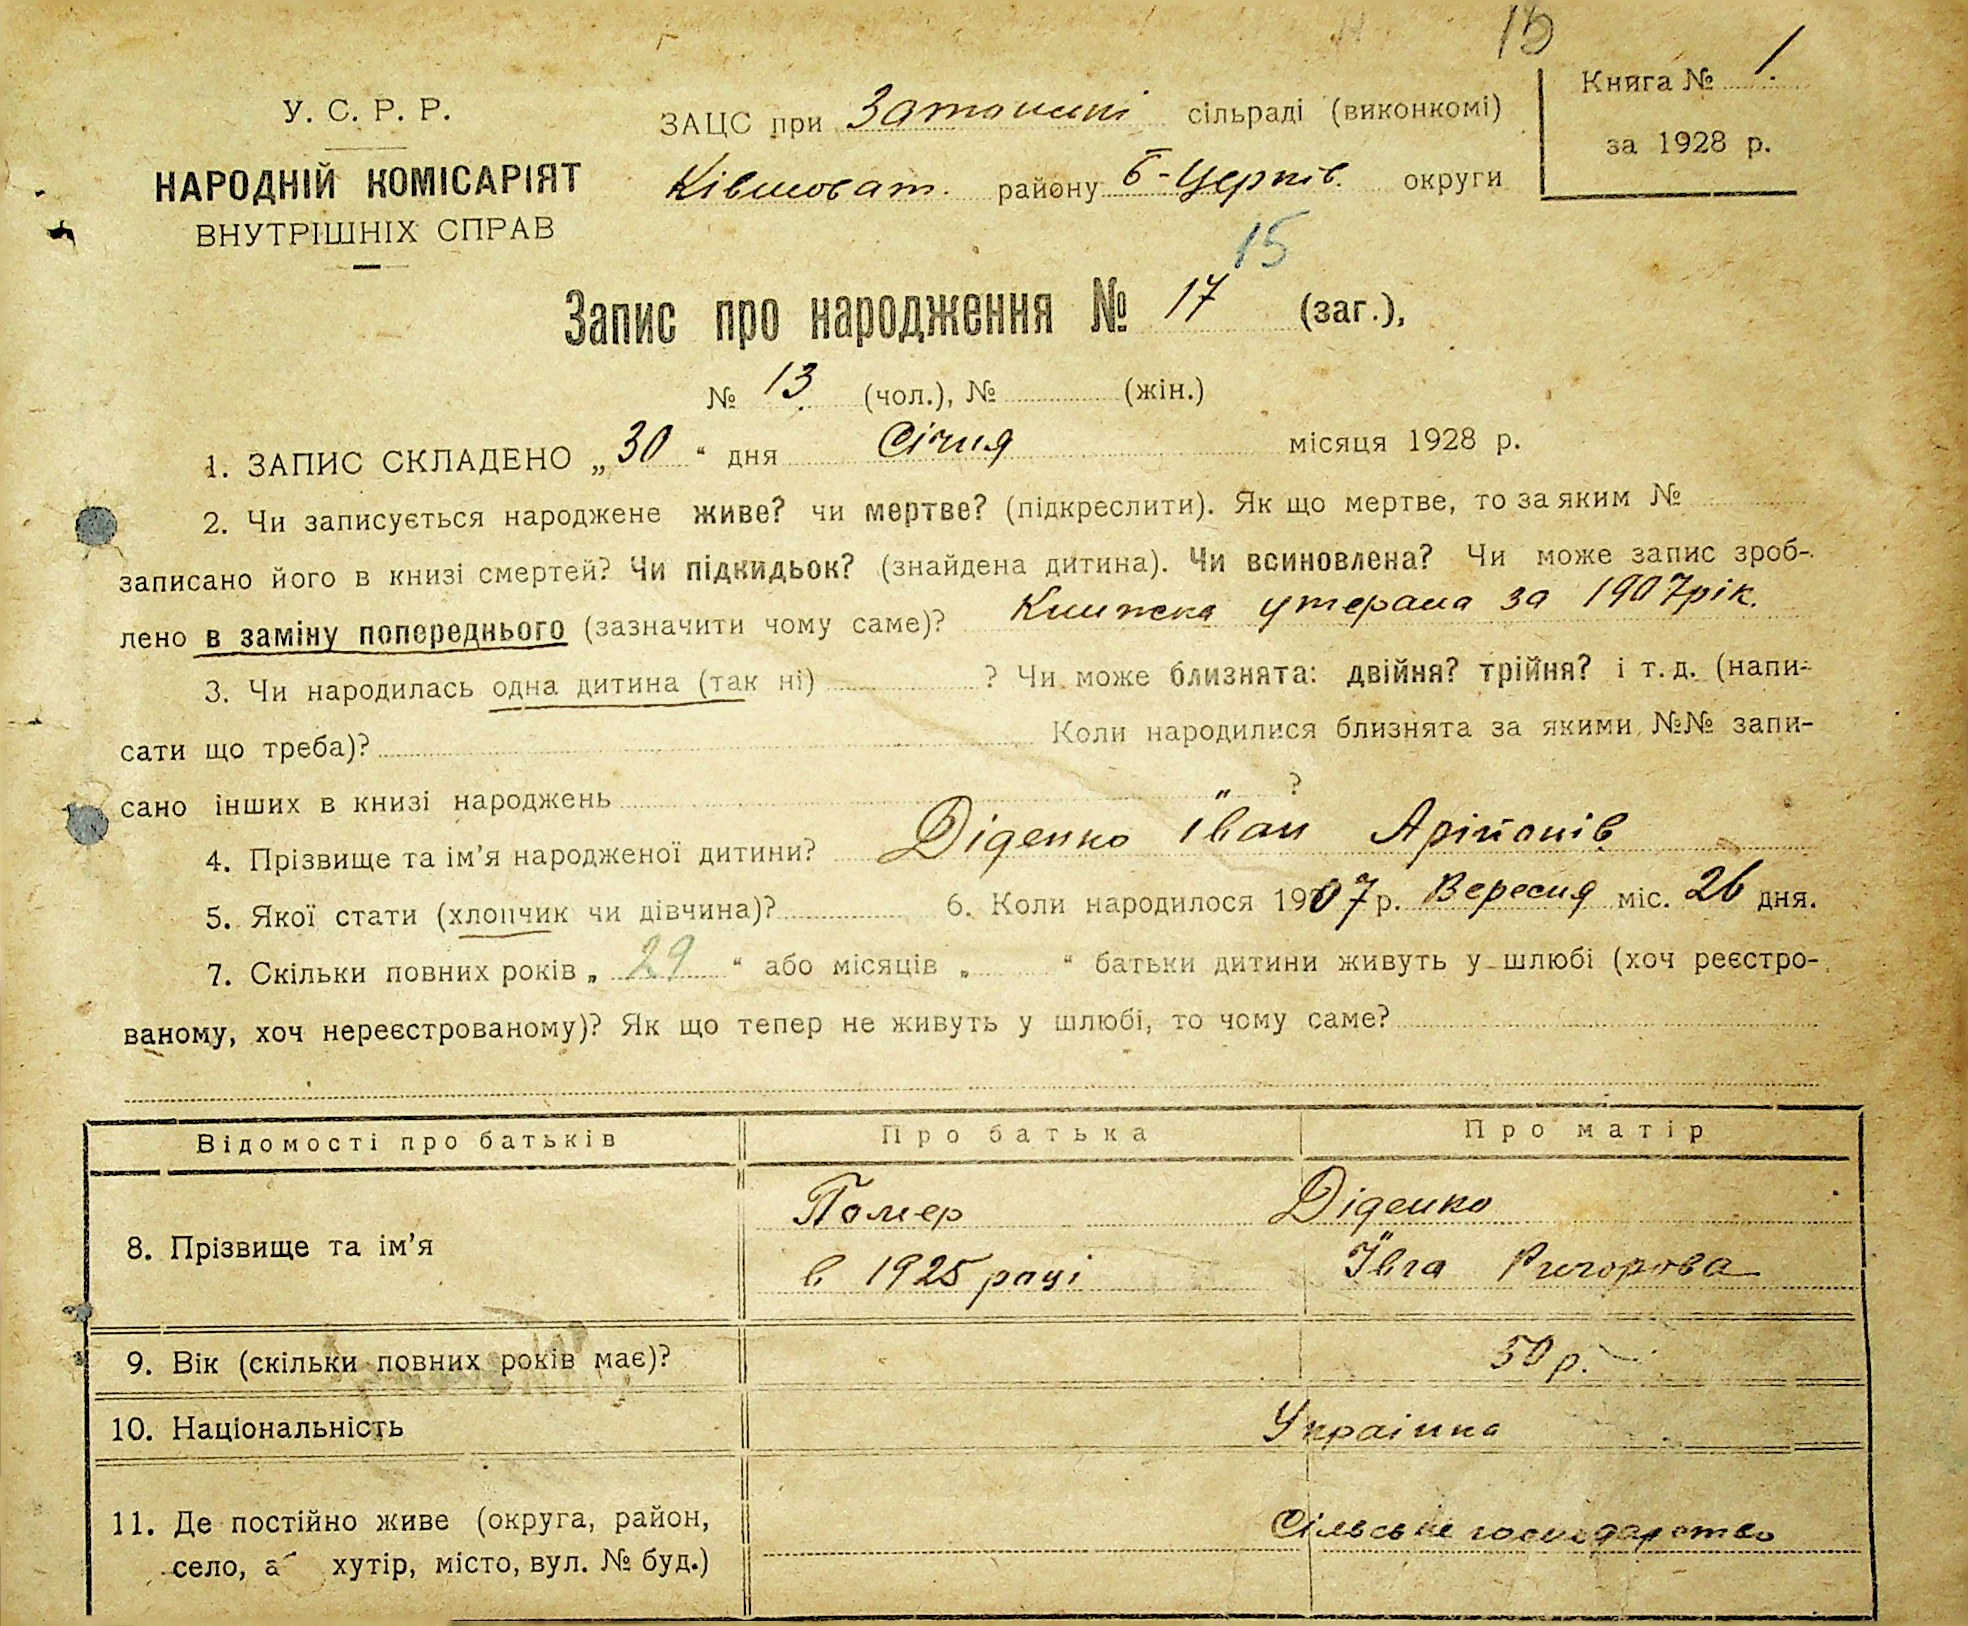 15
У. С. Р. Р.
НАРОДНІЙ КОМІСАРІЯТ
ВНУТРІШНІХ СПРАВ
ЗАЦС при Затонскі сільраді (виконкомі)
Ківшоват. району Б-Церків. округи
Книга № 1.
за 1928 р.
15
Запис про народження № 17 (заг.),
№ 13 (чол.), № (жін.)
1. ЗАПИС СКЛАДЕНО „30“ дня Січня місяця 1928 р.
2. Чи записується народжене живе? чи мертве? (підкреслити). Як що мертве, то за яким №
записано його в книзі смертей? Чи підкидьок? (знайдена дитина). Чи всиновлена? Чи може запис зроб-
лено в заміну попереднього (зазначити чому саме)? Книжка утерана за 1907 рік.
3. Чи народилась одна дитина (так ні) ? Чи може близнята: двійня? трійня? і т. д. (напи-
сати що треба)? Коли народилися близнята за якими №№ запи-
сано інших в книзі народжень ?
4. Прізвище та ім’я народженої дитини? Діденко Іван Арійонів
5. Якої стати (хлопчик чи дівчина)? 6. Коли народилося 1907 р. Вересня міс. 26 дня.
7. Скільки повних років „ 29 “ або місяців „ “ батьки дитини живуть у шлюбі (хоч реєстро-
ваному, хоч нереєстрованому)? Як що тепер не живуть у шлюбі, то чому саме?
Відомості про батьків Про батька Про матір
8. Прізвище та ім’я Помер в 1925 році Діденко Ївга Ригорова
9. Вік (скільки повних років має)? 50 р.
10. Національність Украінка
11. Де постійно живе (округа, район, Сільське господарство
село, а хутір, місто, вул. № буд.)